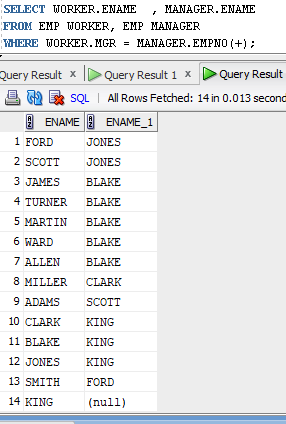 SELECT WORKER.ENAME , MANAGER.ENAME
FROM EMP WORKER, EMP MANAGER
WHERE WORKER.MGR = MANAGER.EMPNO(+);
Query Result Query Result 1 Query Result
SQL All Rows Fetched: 14 in 0.013 second
ENAME ENAME_1
1 FORD JONES
2 SCOTT JONES
3 JAMES BLAKE
4 TURNER BLAKE
5 MARTIN BLAKE
6 WARD BLAKE
7 ALLEN BLAKE
8 MILLER CLARK
9 ADAMS SCOTT
10 CLARK KING
11 BLAKE KING
12 JONES KING
13 SMITH FORD
14 KING (null)